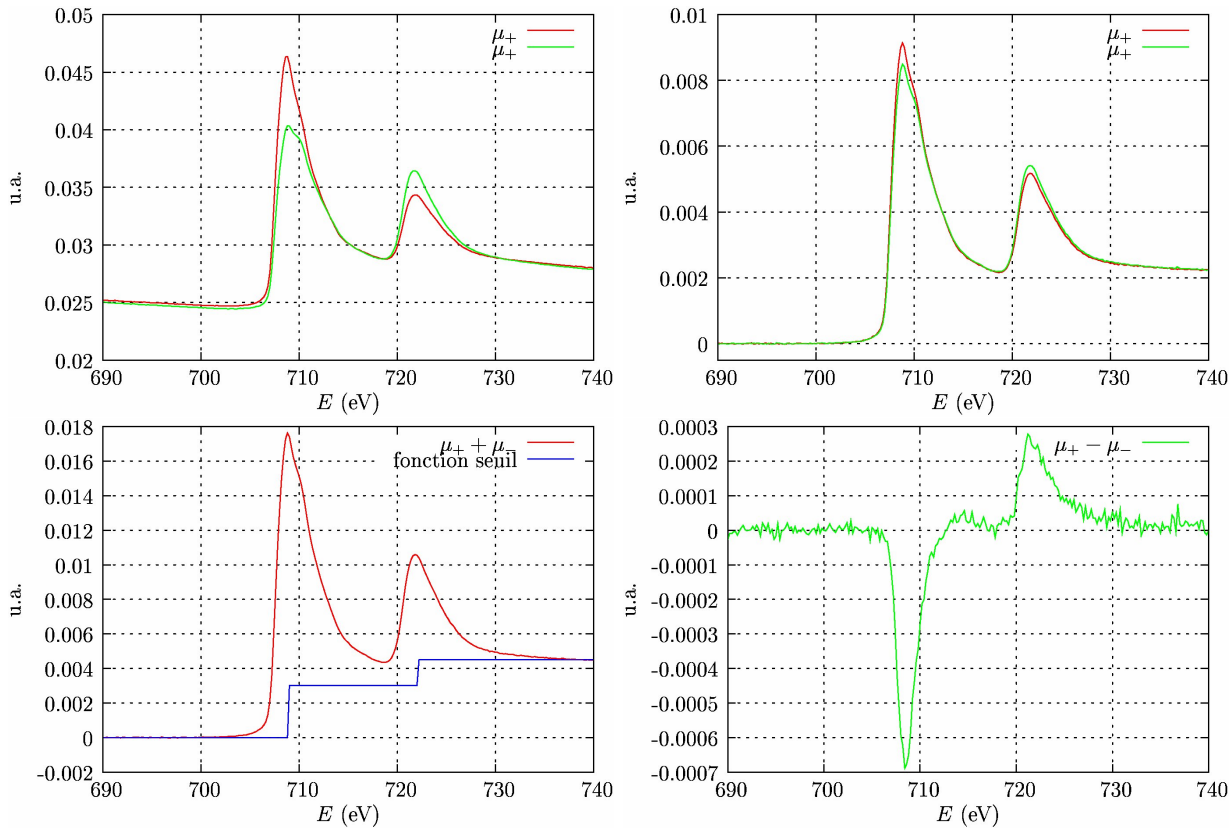 0.05
0.045
0.04
0.035
0.03
0.025
0.02
u.a.
690 700 710 720 730 740
E (eV)
μ₊
μ₊
0.01
0.008
0.006
0.004
0.002
0
u.a.
690 700 710 720 730 740
E (eV)
μ₊
μ₊
0.018
0.016
0.014
0.012
0.01
0.008
0.006
0.004
0.002
0
-0.002
u.a.
690 700 710 720 730 740
E (eV)
μ₊ + μ₋
fonction seuil
0.0003
0.0002
0.0001
0
-0.0001
-0.0002
-0.0003
-0.0004
-0.0005
-0.0006
-0.0007
u.a.
690 700 710 720 730 740
E (eV)
μ₊ − μ₋